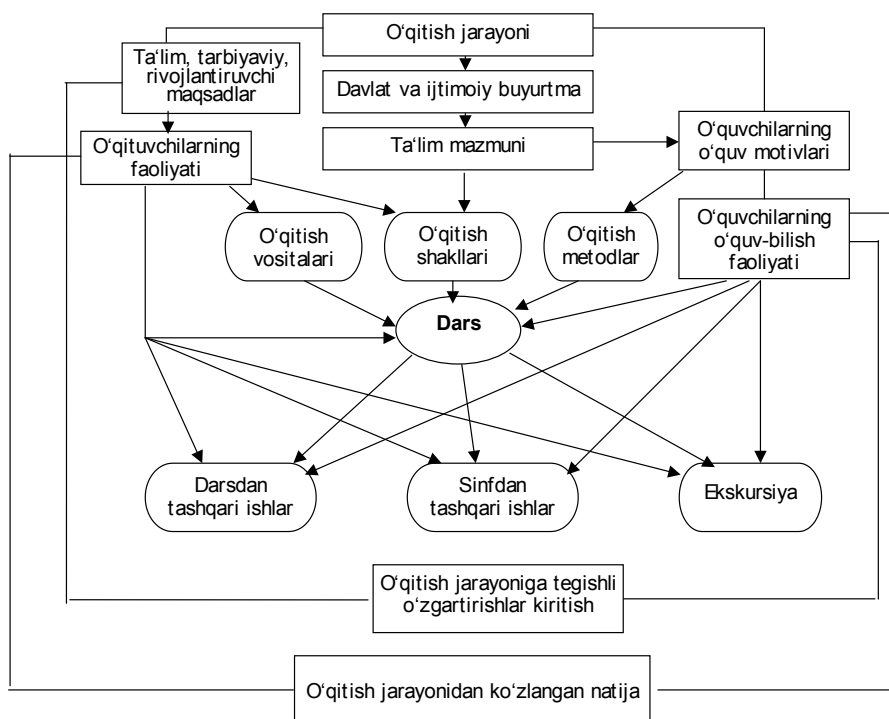 O‘qitish jarayoni
Ta‘lim, tarbiyaviy,
rivojlantiruvchi
maqsadlar
Davlat va ijtimoiy buyurtma
O‘qituvchilarning
faoliyati
Ta‘lim mazmuni
O‘quvchilarning
o‘quv motivlari
O‘qitish
vositalari
O‘qitish
shakllari
O‘qitish
metodlar
O‘quvchilarning
o‘quv-bilish
faoliyati
Dars
Darsdan
tashqari ishlar
Sinfdan
tashqari ishlar
Ekskursiya
O‘qitish jarayoniga tegishli
o‘zgartirishlar kiritish
O‘qitish jarayonidan ko‘zlangan natija